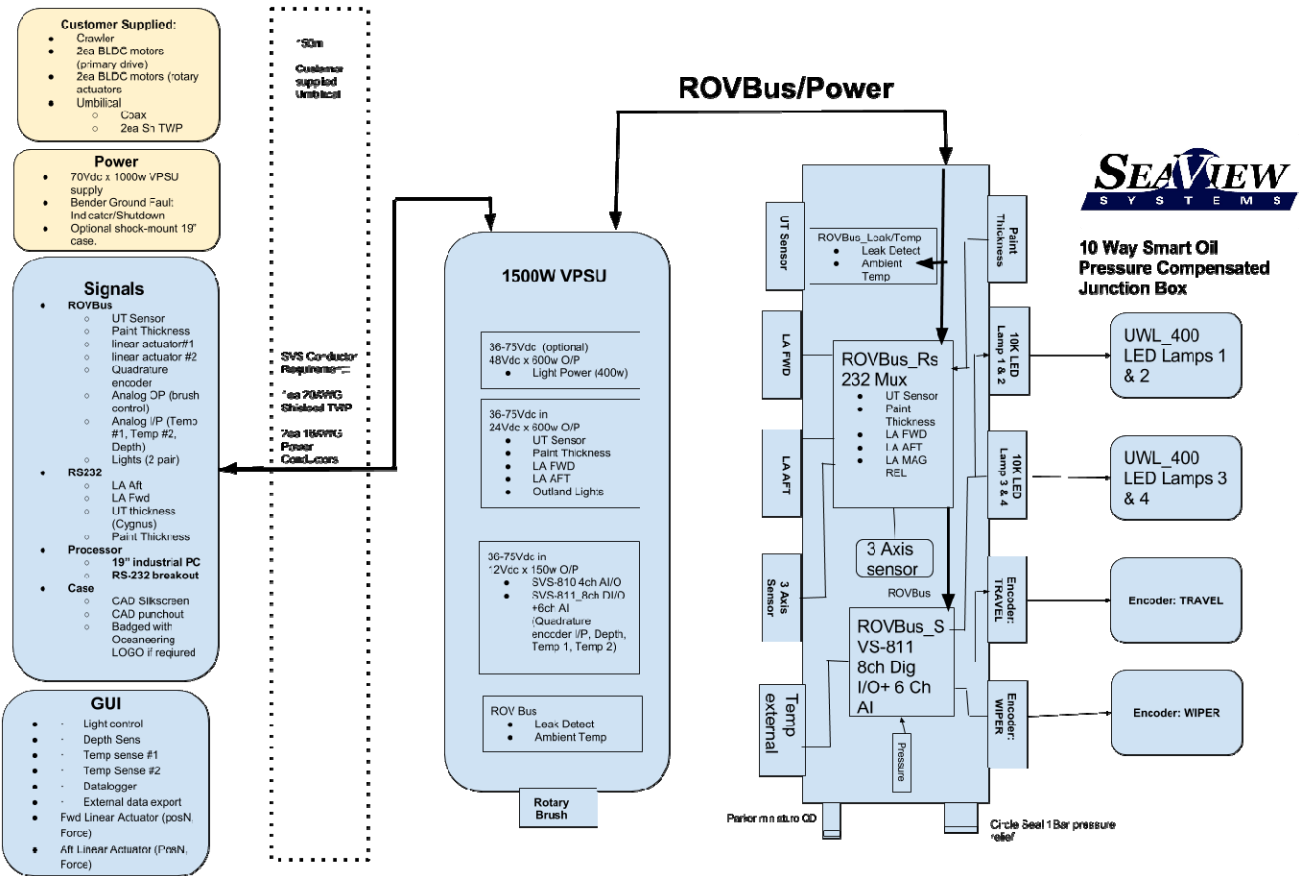 Customer Supplied:
Crawler
2ea BLDC motors
(primary drive)
2ea BLDC motors (rotary
actuators
Umbilical
Coax
2ea Sh TWP
Power
70Vdc x 1000w VPSU
supply
Bender Ground Fault
Indicator/Shutdown
Optional shock-mount 19"
case.
Signals
ROVBus
UT Sensor
Paint Thickness
linear actuator#1
linear actuator #2
Quadrature
encoder
Analog OP (brush
control)
Analog I/P (Temp
#1, Temp #2,
Depth)
Lights (2 pair)
RS232
LA Aft
LA Fwd
UT thickness
(Cygnus)
Paint Thickness
Processor
19" industrial PC
RS-232 breakout
Case
CAD Silkscreen
CAD punchout
Badged with
Oceaneering
LOGO if reqiured
GUI
- Light control
- Depth Sens
- Temp sense #1
- Temp Sense #2
- Datalogger
- External data export
Fwd Linear Actuator (posN,
Force)
Aft Linear Actuator (PosN,
Force)
Customer
supplied
Umbilical
SVS Conductor
Shielded TWP
Power
Conductors
ROVBus/Power
1500W VPSU
36-75Vdc (optional)
48Vdc x 600w O/P
Light Power (400w)
36-75Vdc in
24Vdc x 600w O/P
UT Sensor
Paint Thickness
LA FWD
LA AFT
Outland Lights
36-75Vdc in
12Vdc x 150w O/P
SVS-810 4ch AI/O
SVS-811_8ch DI/O
+6ch AI
(Quadrature
encoder I/P, Depth,
Temp 1, Temp 2)
ROV Bus
Leak Detect
Ambient Temp
Rotary
Brush
UT Sensor
LA FWD
LA AFT
3 Axis
Sensor
Temp
external
ROVBus_Leak/Temp
Leak Detect
Ambient
Temp
ROVBus_Rs
232 Mux
UT Sensor
Paint
Thickness
LA FWD
LA AFT
LA MAG
REL
3 Axis
sensor
ROVBus
ROVBus_S
VS-811
8ch Dig
I/O+ 6 Ch
AI
Pressure
Paint
Thickness
10K LED
Lamp 1 & 2
10K LED
Lamp 3 & 4
Encoder:
TRAVEL
Encoder:
WIPER
Parker miniature QD
Circle Seal 1Bar pressure
relief
SEAVIEW
SYSTEMS
10 Way Smart Oil
Pressure Compensated
Junction Box
UWL_400
LED Lamps 1
& 2
UWL_400
LED Lamps 3
& 4
Encoder: TRAVEL
Encoder: WIPER